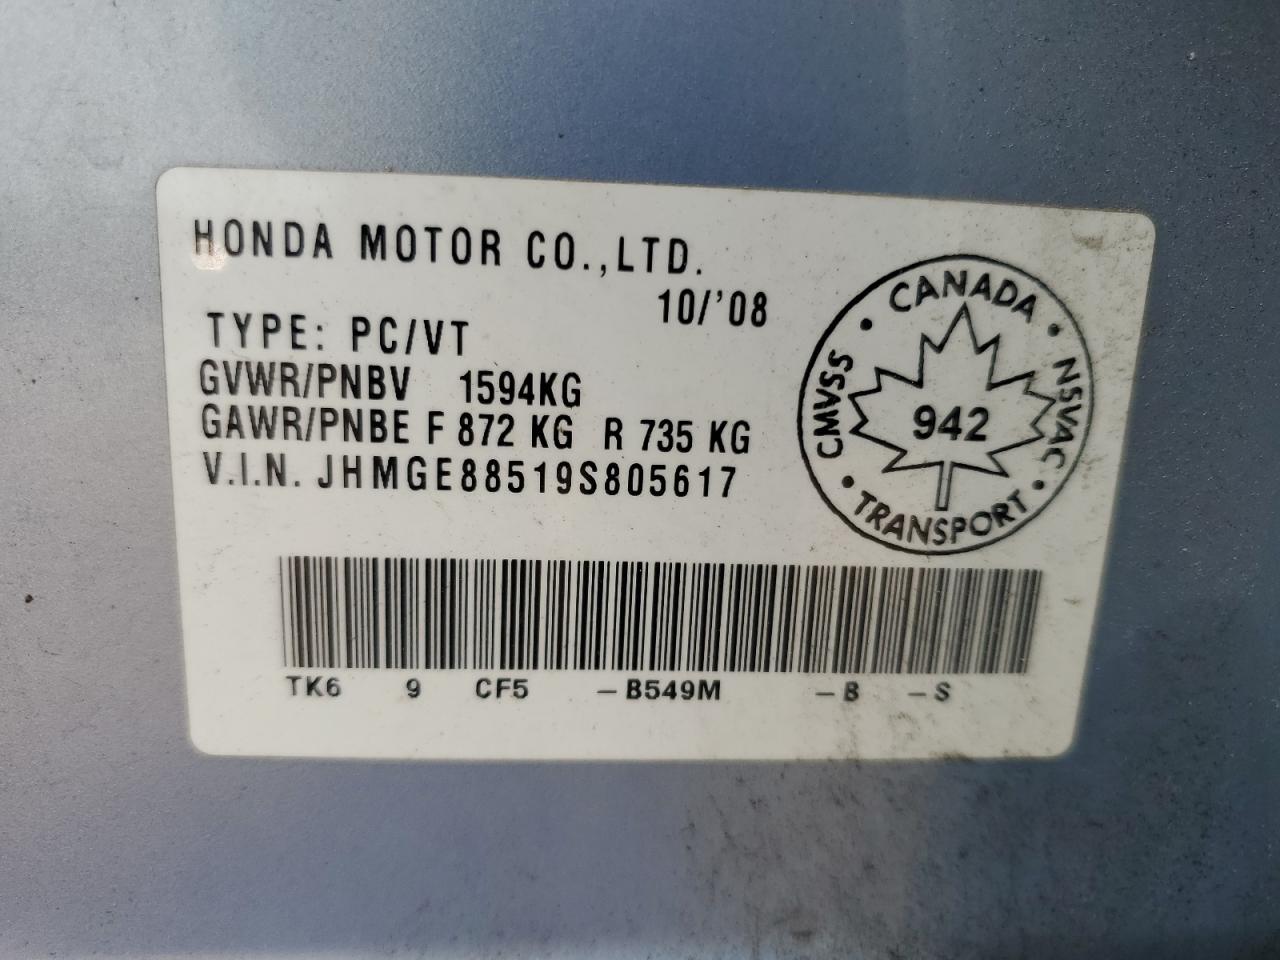 HONDA MOTOR CO.,LTD.
10/'08
TYPE: PC/VT
GVWR/PNBV 1594KG
GAWR/PNBE F 872 KG R 735 KG
V.I.N. JHMGE88519S805617
CANADA
CMVSS
NSVAC
942
TRANSPORT
TK6 9 CF5 -B549M -B -S